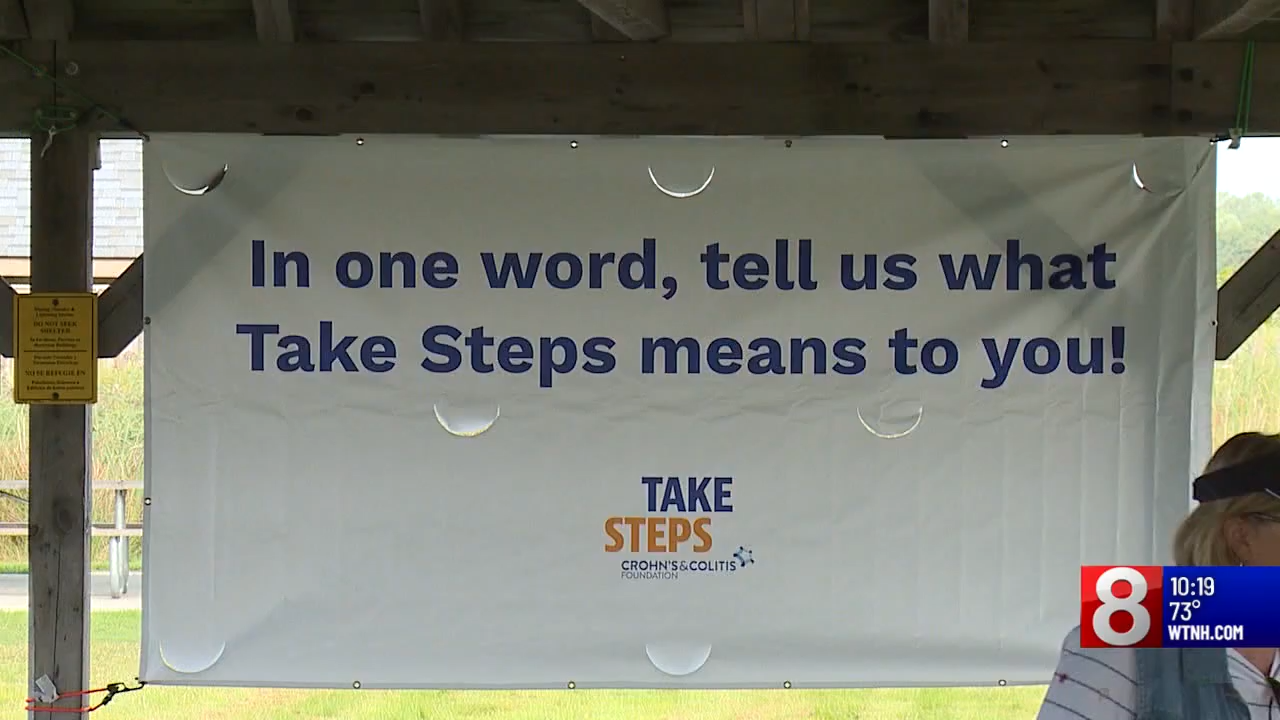 In one word, tell us what
Take Steps means to you!
TAKE
STEPS
CROHN'S & COLITIS
FOUNDATION
DO NOT SEEK
SHELTER
NO SE REFUGIE EN
8
10:19
73°
WTNH.COM